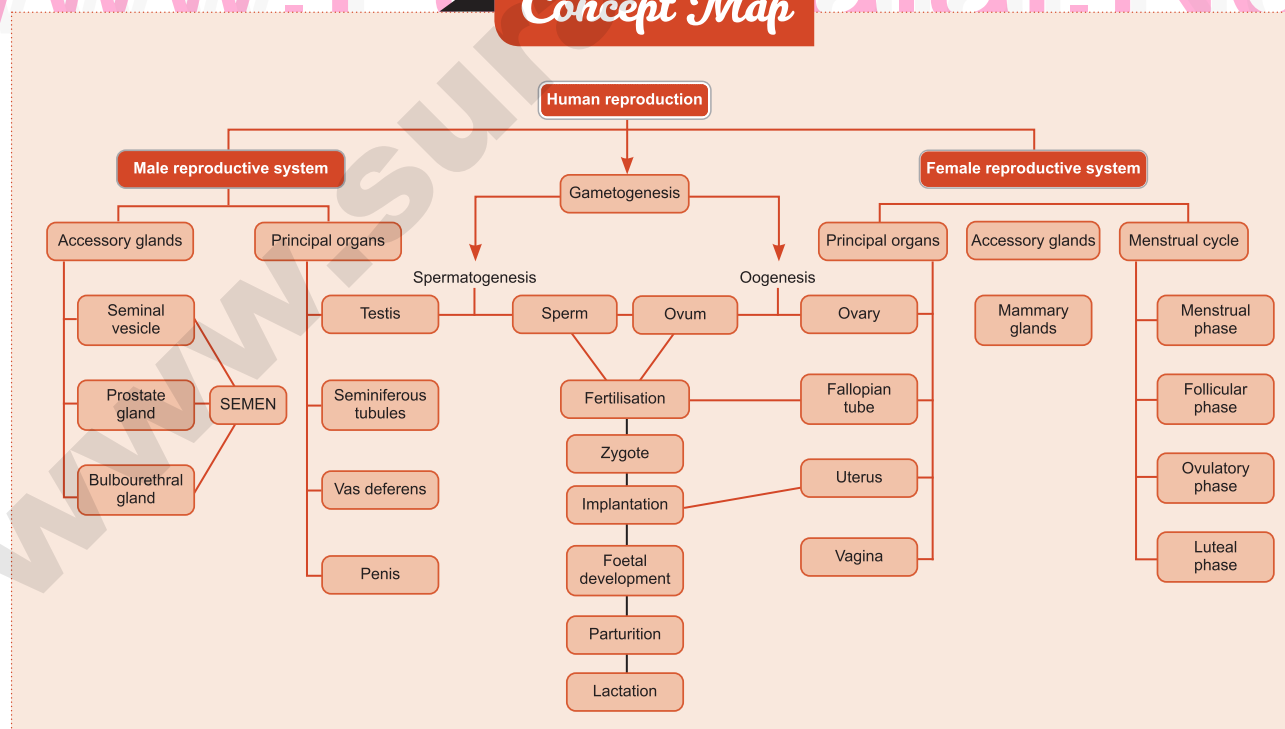 Concept Map
Human reproduction
Male reproductive system
Female reproductive system
Gametogenesis
Accessory glands
Principal organs
Principal organs
Accessory glands
Menstrual cycle
Spermatogenesis
Oogenesis
Seminal
vesicle
Testis
Sperm
Ovum
Ovary
Mammary
glands
Menstrual
phase
Prostate
gland
SEMEN
Seminiferous
tubules
Fertilisation
Fallopian
tube
Follicular
phase
Zygote
Bulbourethral
gland
Vas deferens
Implantation
Uterus
Ovulatory
phase
Penis
Foetal
development
Vagina
Luteal
phase
Parturition
Lactation
www.sura